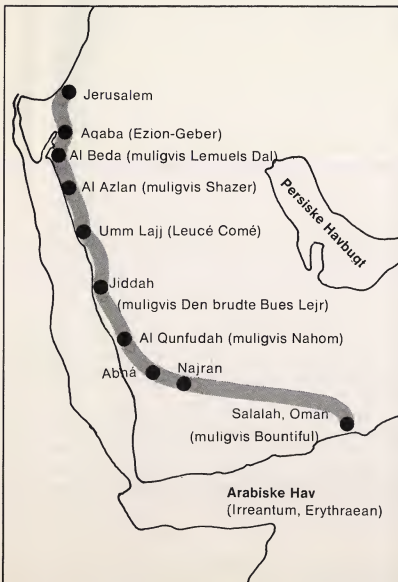 Jerusalem
Aqaba (Ezion-Geber)
Al Beda (muligvis Lemuels Dal)
Al Azlan (muligvis Shazer)
Persiske Havbugt
Umm Lajj (Leucé Comé)
Jiddah
(muligvis Den brudte Bues Lejr)
Al Qunfudah (muligvis Nahom)
Abhá
Najran
Salalah, Oman
(muligvis Bountiful)
Arabiske Hav
(Irreantum, Erythraean)